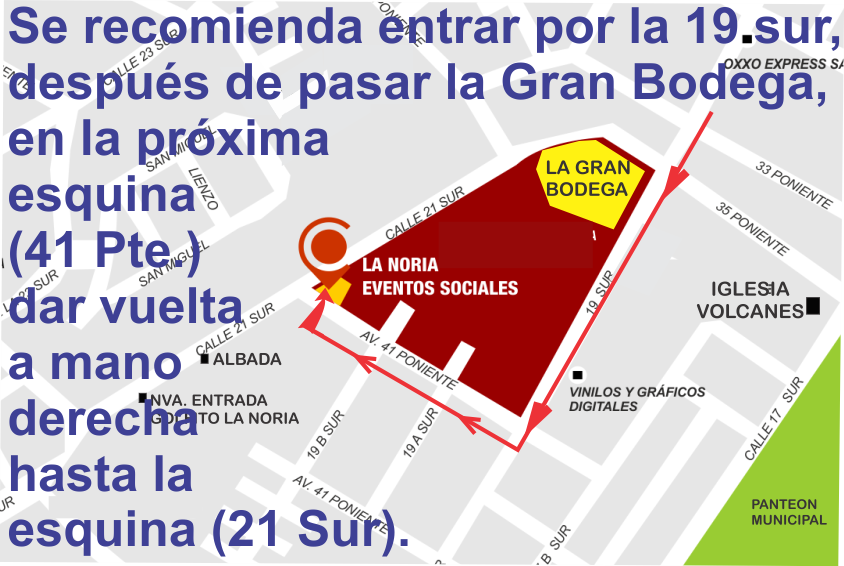 Se recomienda entrar por la 19 sur,
después de pasar la Gran Bodega,
en la próxima
esquina
(41 Pte.)
dar vuelta
a mano
derecha
hasta la
esquina (21 Sur).
PONIENTE
CALLE 23 SUR
OXXO EXPRESS SA
SAN MIGUEL
LIENZO
LA GRAN
BODEGA
33 PONIENTE
CALLE 21 SUR
35 PONIENTE
SAN MIGUEL
LA NORIA
EVENTOS SOCIALES
19 SUR
IGLESIA
VOLCANES
CALLE 21 SUR
AV. 41 PONIENTE
ALBADA
VINILOS Y GRÁFICOS
DIGITALES
NVA. ENTRADA
GOLFITO LA NORIA
CALLE 17 SUR
19 B SUR
19 A SUR
AV. 41 PONIENTE
PANTEON
MUNICIPAL
B SUR